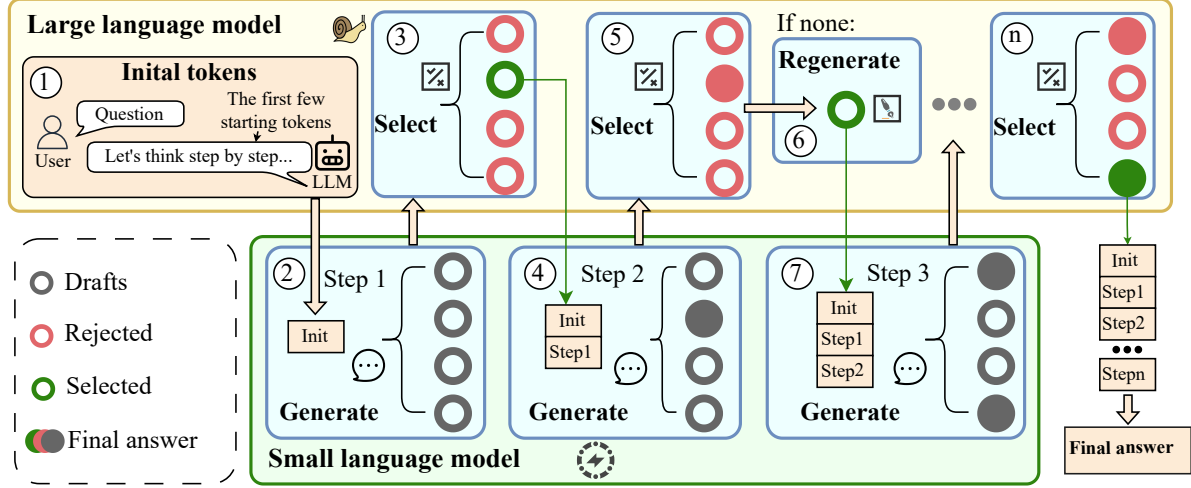 Large language model
1
Inital tokens
Question
The first few
starting tokens
User
Let's think step by step...
LLM
3
Select
5
Select
If none:
Regenerate
6
n
Select
Drafts
Rejected
Selected
Final answer
2
Step 1
Init
Generate
4
Step 2
Init
Step1
Generate
7
Step 3
Init
Step1
Step2
Generate
Small language model
Init
Step1
Step2
Stepn
Final answer